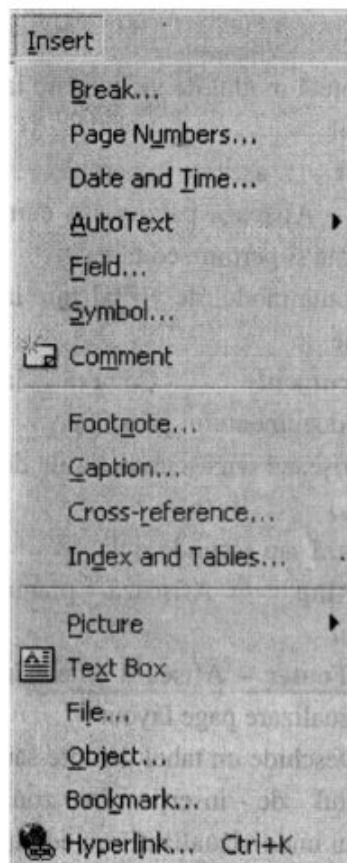 Insert
Break...
Page Numbers...
Date and Time...
AutoText
Field...
Symbol...
Comment
Footnote...
Caption...
Cross-reference...
Index and Tables...
Picture
Text Box
File...
Object...
Bookmark...
Hyperlink... Ctrl+K